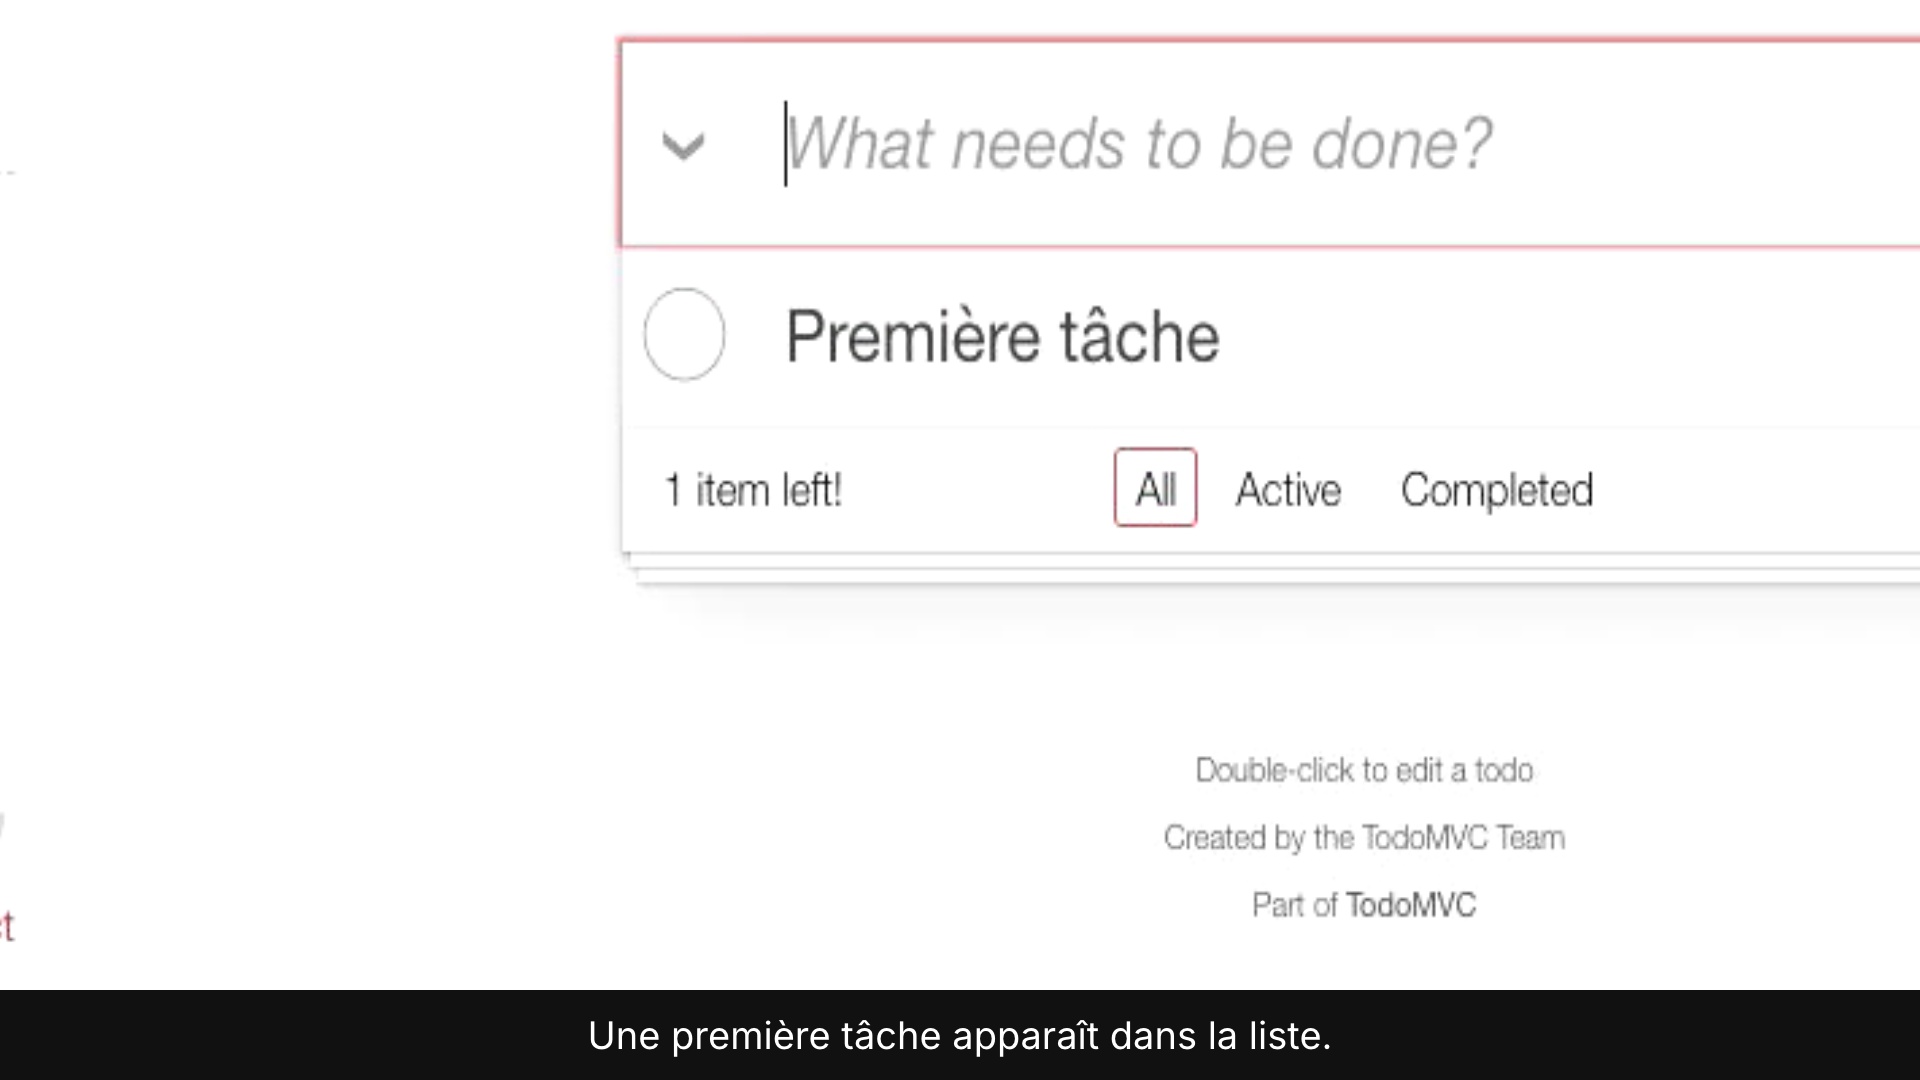 What needs to be done?
Première tâche
1 item left! All Active Completed
Double-click to edit a todo
Created by the TodoMVC Team
Part of TodoMVC
Une première tâche apparaît dans la liste.